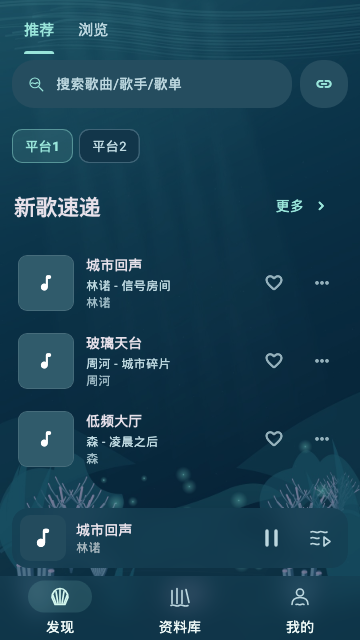 推荐 浏览
搜索歌曲/歌手/歌单
平台1 平台2
新歌速递 更多
城市回声
林诺 - 信号房间
林诺
玻璃天台
周河 - 城市碎片
周河
低频大厅
森 - 凌晨之后
森
城市回声
林诺
发现 资料库 我的